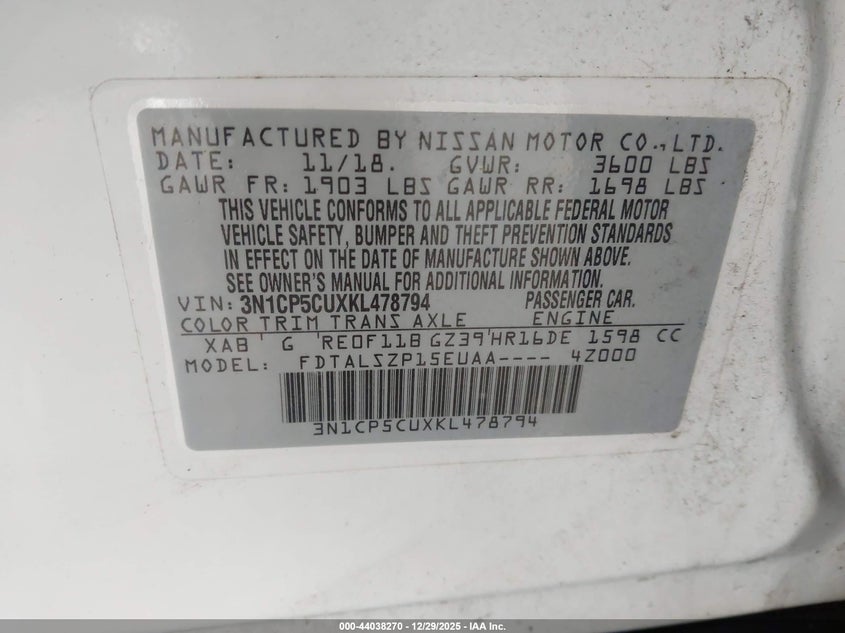 MANUFACTURED BY NISSAN MOTOR CO., LTD.
DATE: 11/18. GVWR: 3600 LBS
GAWR FR: 1903 LBS GAWR RR: 1698 LBS
THIS VEHICLE CONFORMS TO ALL APPLICABLE FEDERAL MOTOR
VEHICLE SAFETY, BUMPER AND THEFT PREVENTION STANDARDS
IN EFFECT ON THE DATE OF MANUFACTURE SHOWN ABOVE.
SEE OWNER'S MANUAL FOR ADDITIONAL INFORMATION.
VIN: 3N1CP5CUXKL478794 PASSENGER CAR.
COLOR TRIM TRANS AXLE ENGINE
XAB G RE0F11B GZ39 HR16DE 1598 CC
MODEL: FDTALSZP15EUAA---- 4Z000
3N1CP5CUXKL478794
000-44038270 - 12/29/2025 - IAA Inc.